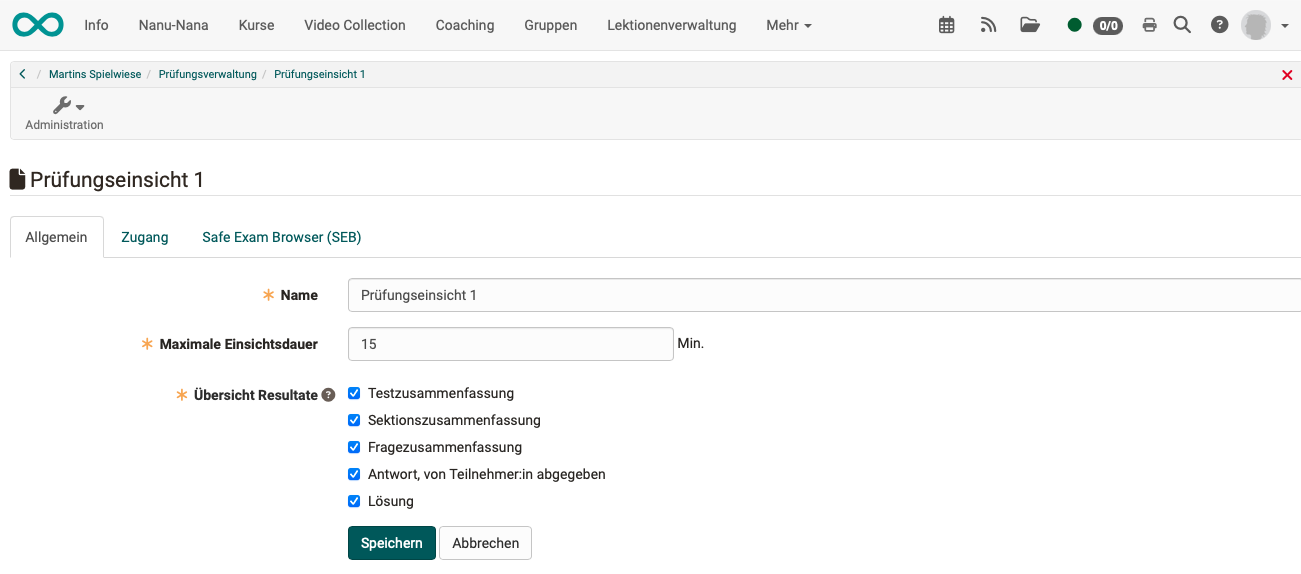 Info Nanu-Nana Kurse Video Collection Coaching Gruppen Lektionenverwaltung Mehr 0/0 ?
/ Martins Spielwiese / Prüfungsverwaltung / Prüfungseinsicht 1
Administration
Prüfungseinsicht 1
Allgemein Zugang Safe Exam Browser (SEB)
Name Prüfungseinsicht 1
Maximale Einsichtsdauer 15 Min.
Übersicht Resultate ? Testzusammenfassung
Sektionszusammenfassung
Fragezusammenfassung
Antwort, von Teilnehmer:in abgegeben
Lösung
Speichern Abbrechen